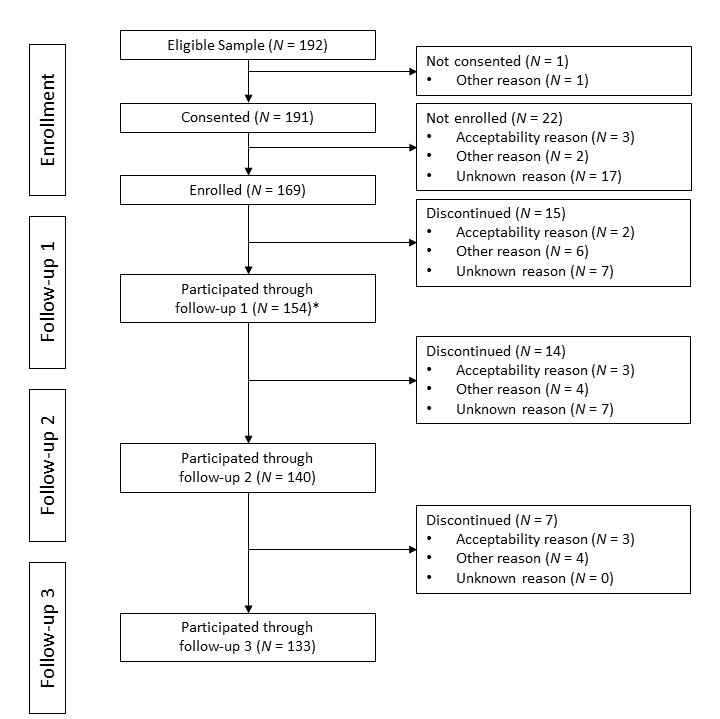 Enrollment
Eligible Sample (N = 192)
Not consented (N = 1)
• Other reason (N = 1)
Consented (N = 191)
Not enrolled (N = 22)
• Acceptability reason (N = 3)
• Other reason (N = 2)
• Unknown reason (N = 17)
Enrolled (N = 169)
Follow-up 1
Discontinued (N = 15)
• Acceptability reason (N = 2)
• Other reason (N = 6)
• Unknown reason (N = 7)
Participated through
follow-up 1 (N = 154)*
Discontinued (N = 14)
• Acceptability reason (N = 3)
• Other reason (N = 4)
• Unknown reason (N = 7)
Follow-up 2
Participated through
follow-up 2 (N = 140)
Discontinued (N = 7)
• Acceptability reason (N = 3)
• Other reason (N = 4)
• Unknown reason (N = 0)
Follow-up 3
Participated through
follow-up 3 (N = 133)